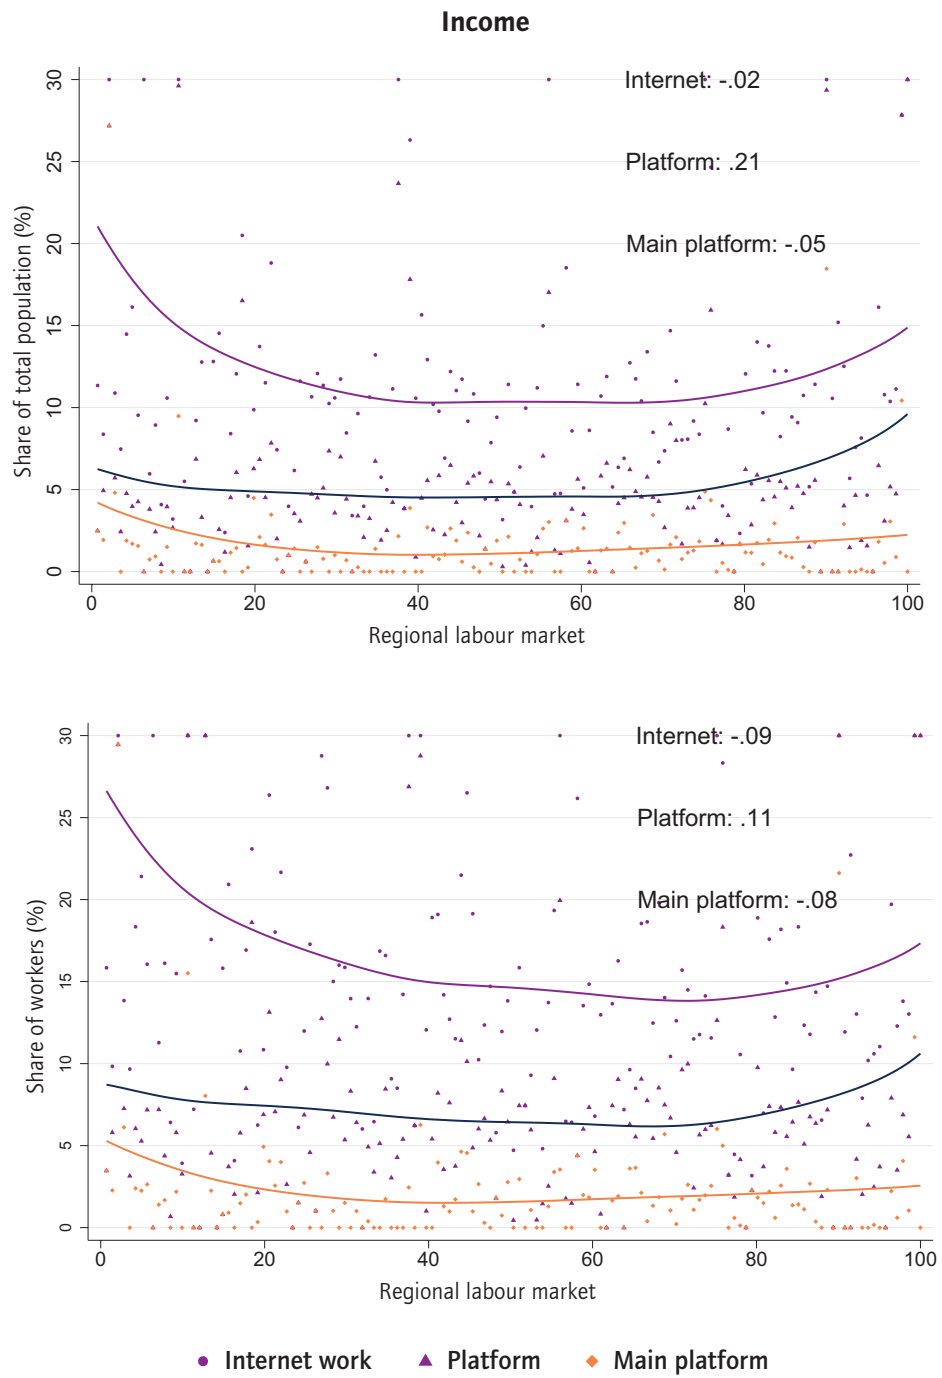 Income
Share of total population (%)
30
25
20
15
10
5
0
Internet: -.02
Platform: .21
Main platform: -.05
0 20 40 60 80 100
Regional labour market
Share of workers (%)
30
25
20
15
10
5
0
Internet: -.09
Platform: .11
Main platform: -.08
0 20 40 60 80 100
Regional labour market
Internet work Platform Main platform